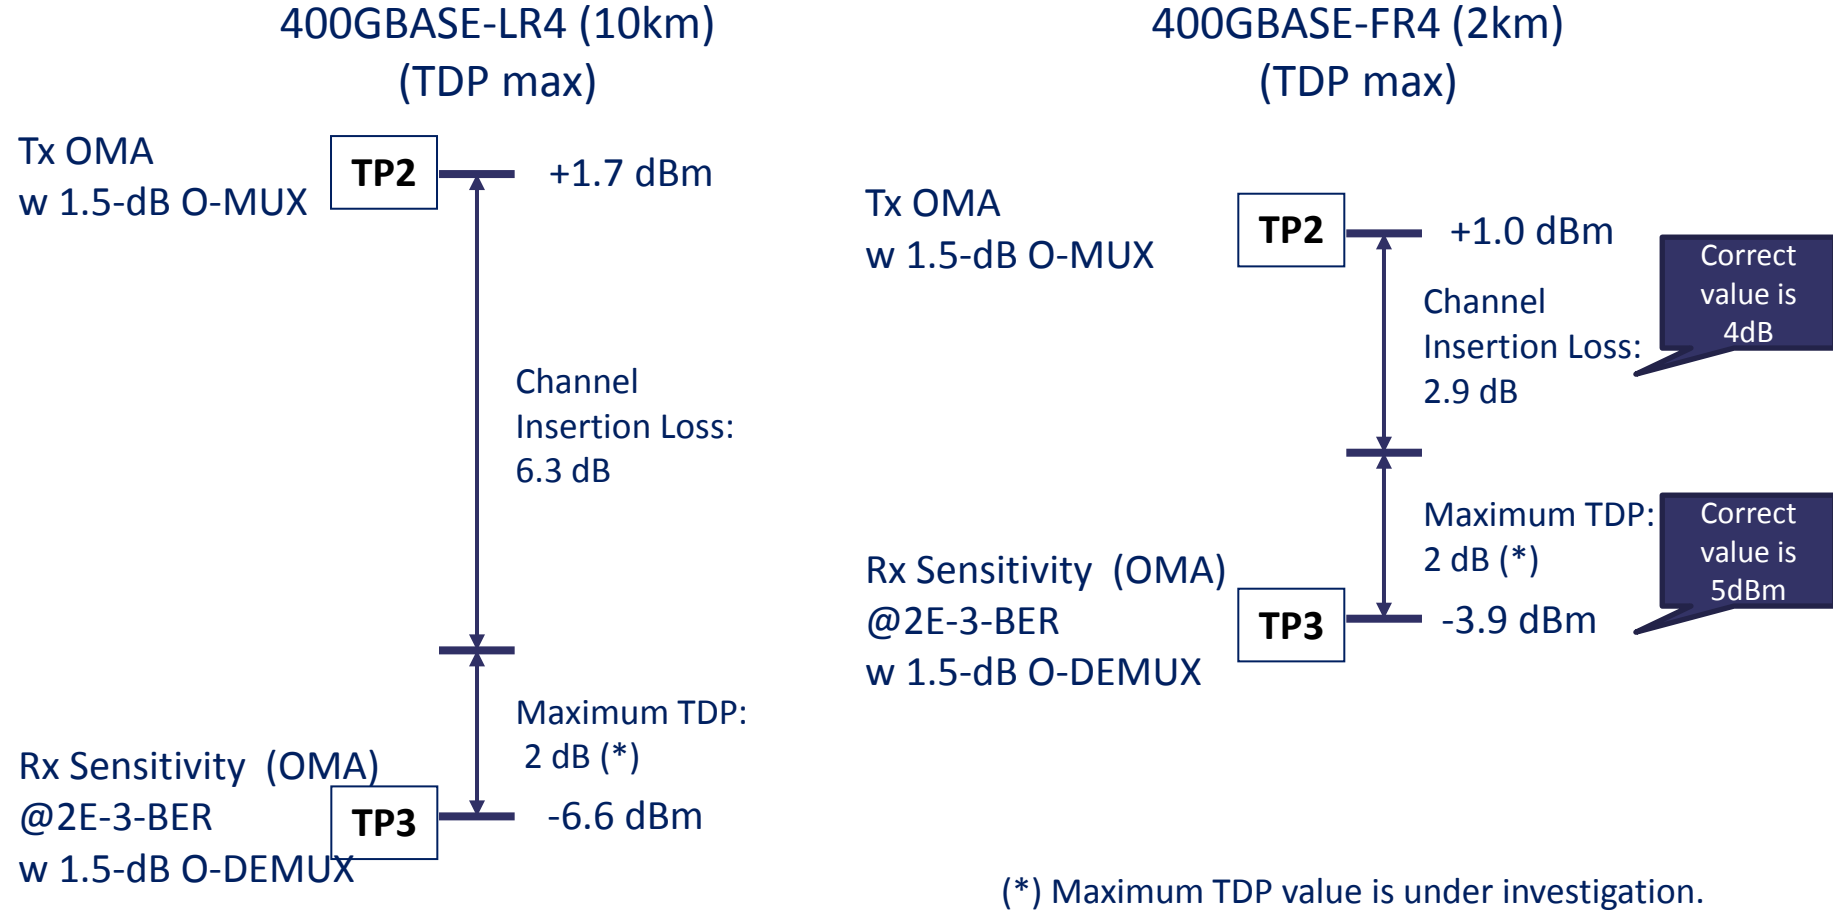 400GBASE-LR4 (10km)
(TDP max)
Tx OMA
w 1.5-dB O-MUX
TP2
+1.7 dBm
Channel
Insertion Loss:
6.3 dB
Maximum TDP:
2 dB (*)
Rx Sensitivity (OMA)
@2E-3-BER
w 1.5-dB O-DEMUX
TP3
-6.6 dBm
400GBASE-FR4 (2km)
(TDP max)
Tx OMA
w 1.5-dB O-MUX
TP2
+1.0 dBm
Channel
Insertion Loss:
2.9 dB
Correct
value is
4dB
Maximum TDP:
2 dB (*)
Correct
value is
5dBm
Rx Sensitivity (OMA)
@2E-3-BER
w 1.5-dB O-DEMUX
TP3
-3.9 dBm
(*) Maximum TDP value is under investigation.